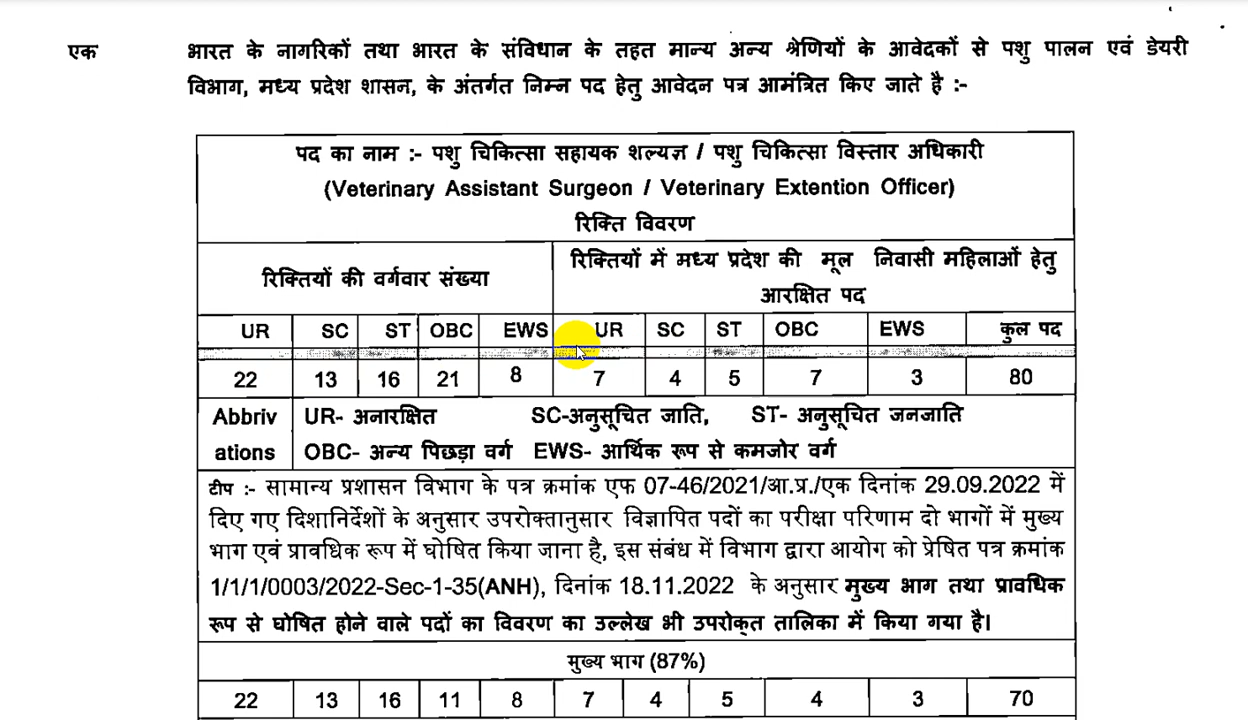 एक
भारत के नागरिकों तथा भारत के संविधान के तहत मान्य अन्य श्रेणियों के आवेदकों से पशु पालन एवं डेयरी
विभाग, मध्य प्रदेश शासन, के अंतर्गत निम्न पद हेतु आवेदन पत्र आमंत्रित किए जाते है :-
पद का नाम :- पशु चिकित्सा सहायक शल्यज्ञ / पशु चिकित्सा विस्तार अधिकारी
(Veterinary Assistant Surgeon / Veterinary Extention Officer)
रिक्ति विवरण
रिक्तियों की वर्गवार संख्या
रिक्तियों में मध्य प्रदेश की मूल निवासी महिलाओं हेतु
आरक्षित पद
UR SC ST OBC EWS UR SC ST OBC EWS कुल पद
22 13 16 21 8 7 4 5 7 3 80
Abbriv UR- अनारक्षित SC-अनुसूचित जाति, ST- अनुसूचित जनजाति
ations OBC- अन्य पिछड़ा वर्ग EWS- आर्थिक रूप से कमजोर वर्ग
टीप :- सामान्य प्रशासन विभाग के पत्र क्रमांक एफ 07-46/2021/आ.प्र./एक दिनांक 29.09.2022 में
दिए गए दिशानिर्देशों के अनुसार उपरोक्तानुसार विज्ञापित पदों का परीक्षा परिणाम दो भागों में मुख्य
भाग एवं प्रावधिक रूप में घोषित किया जाना है, इस संबंध में विभाग द्वारा आयोग को प्रेषित पत्र क्रमांक
1/1/1/0003/2022-Sec-1-35(ANH), दिनांक 18.11.2022 के अनुसार मुख्य भाग तथा प्रावधिक
रूप से घोषित होने वाले पदों का विवरण का उल्लेख भी उपरोक्त तालिका में किया गया है।
मुख्य भाग (87%)
22 13 16 11 8 7 4 5 4 3 70